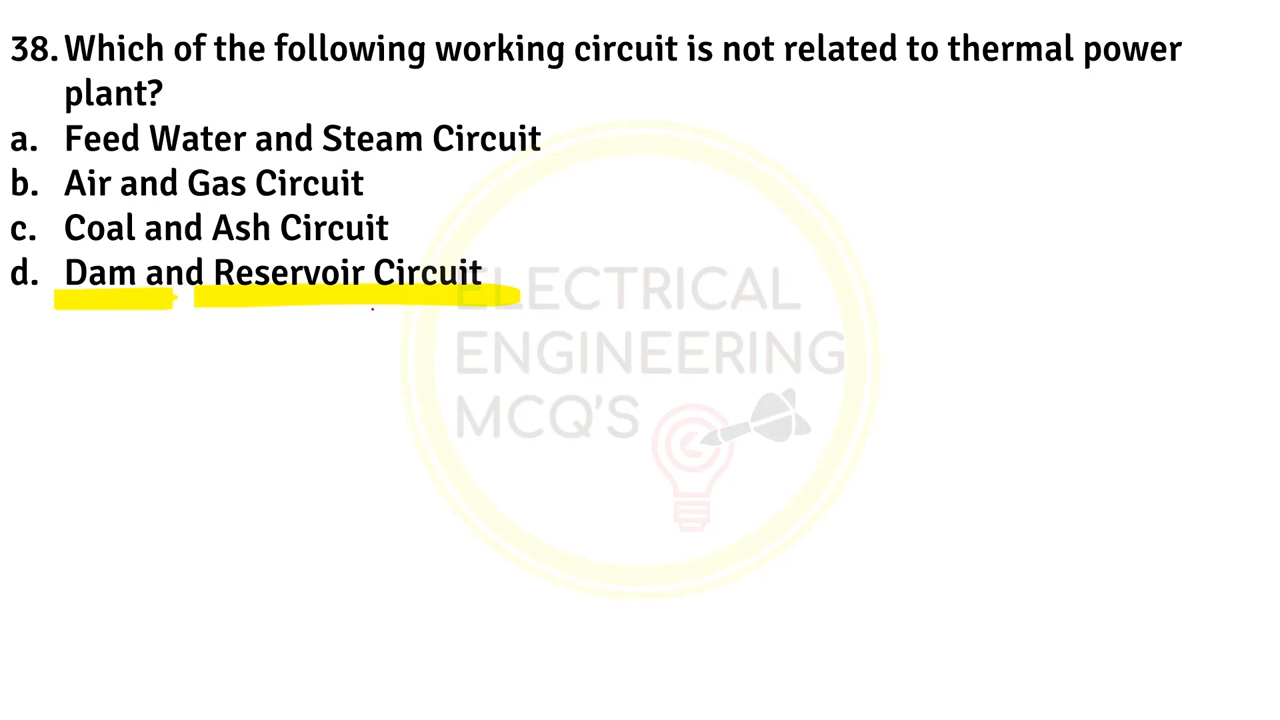 38. Which of the following working circuit is not related to thermal power
plant?
a. Feed Water and Steam Circuit
b. Air and Gas Circuit
c. Coal and Ash Circuit
d. Dam and Reservoir Circuit
ELECTRICAL
ENGINEERING
MCQ'S